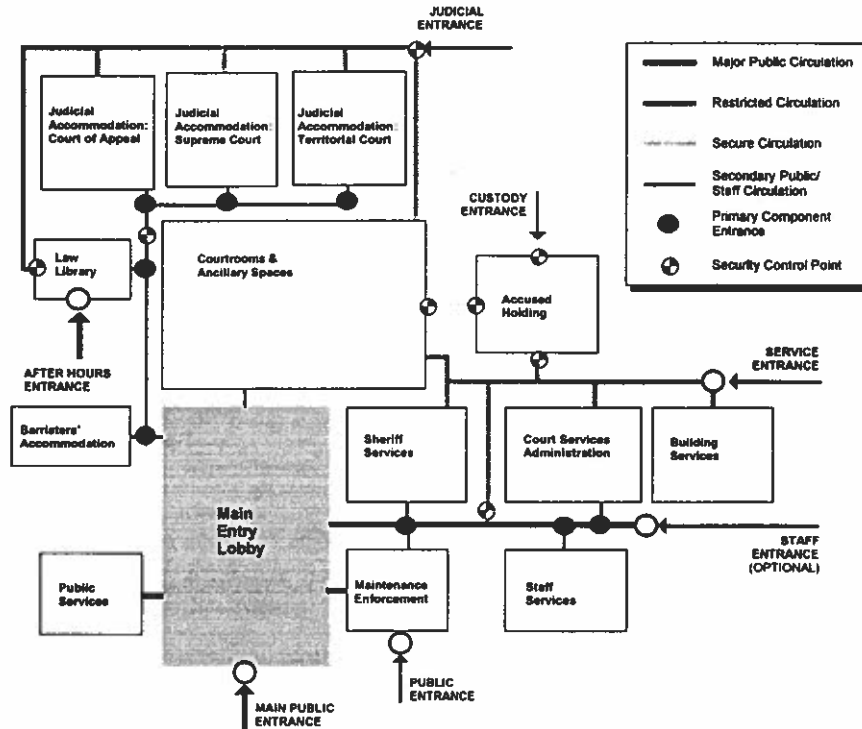 JUDICIAL
ENTRANCE
Major Public Circulation
Restricted Circulation
Secure Circulation
Secondary Public/
Staff Circulation
Primary Component
Entrance
Security Control Point
Judicial
Accommodation:
Court of Appeal
Judicial
Accommodation:
Supreme Court
Judicial
Accommodation:
Territorial Court
CUSTODY
ENTRANCE
Law
Library
Courtrooms &
Ancillary Spaces
Accused
Holding
AFTER HOURS
ENTRANCE
SERVICE
ENTRANCE
Barristers'
Accommodation
Sheriff
Services
Court Services
Administration
Building
Services
Main
Entry
Lobby
STAFF
ENTRANCE
(OPTIONAL)
Public
Services
Maintenance
Enforcement
Staff
Services
PUBLIC
ENTRANCE
MAIN PUBLIC
ENTRANCE